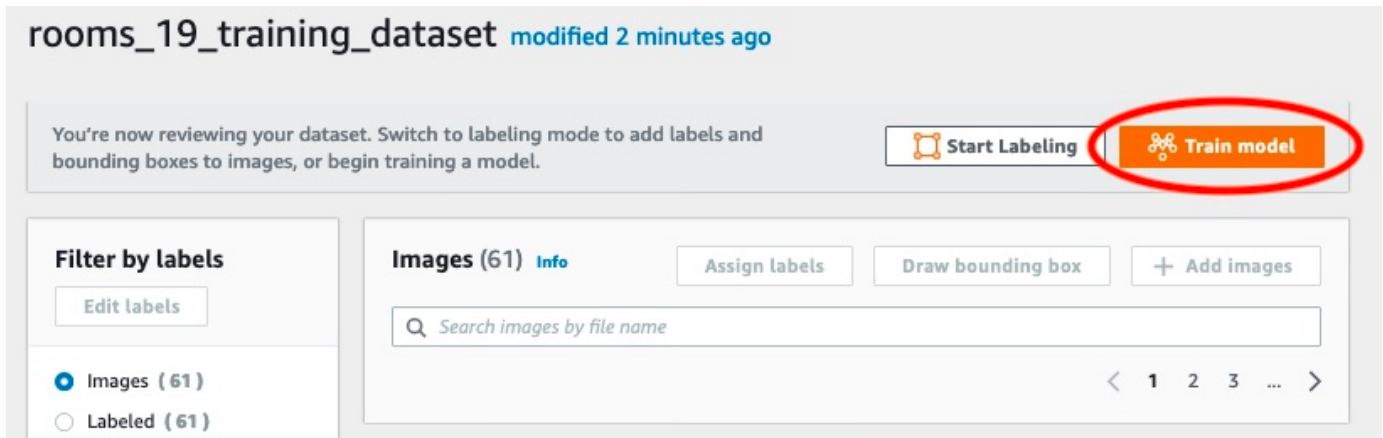 rooms_19_training_dataset modified 2 minutes ago
You're now reviewing your dataset. Switch to labeling mode to add labels and
bounding boxes to images, or begin training a model.
Start Labeling
Train model
Filter by labels
Edit labels
Images (61)
Labeled (61)
Images (61) Info
Assign labels
Draw bounding box
+ Add images
Search images by file name
< 1 2 3 ... >